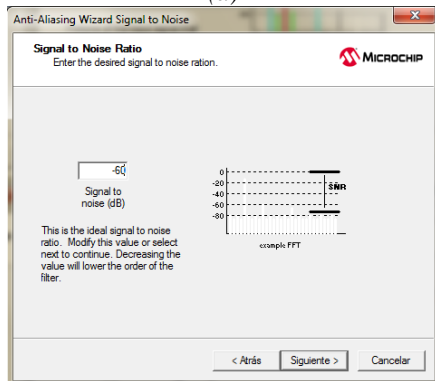 Anti-Aliasing Wizard Signal to Noise
Signal to Noise Ratio
Enter the desired signal to noise ration.
MICROCHIP
-60
Signal to
noise (dB)
This is the ideal signal to noise
ratio. Modify this value or select
next to continue. Decreasing the
value will lower the order of the
filter.
0
-20
-40
-60
-80
SNR
example FFT
< Atrás
Siguiente >
Cancelar